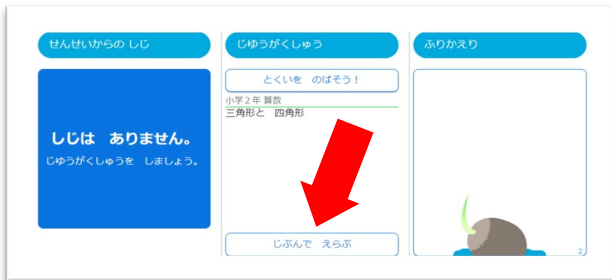 せんせいからの しじ
しじは ありません。
じゆうがくしゅうを しましょう。
じゆうがくしゅう
とくいを のばそう！
小学２年 算数
三角形と 四角形
じぶんで えらぶ
ふりかえり
2